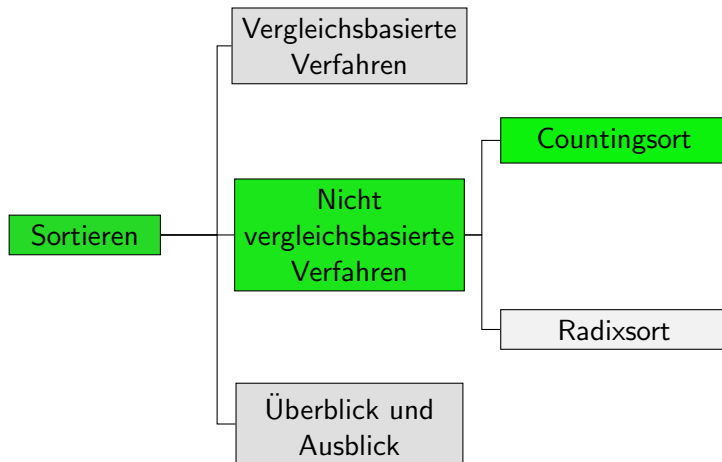 Vergleichsbasierte
Verfahren
Countingsort
Nicht
vergleichsbasierte
Verfahren
Sortieren
Radixsort
Überblick und
Ausblick